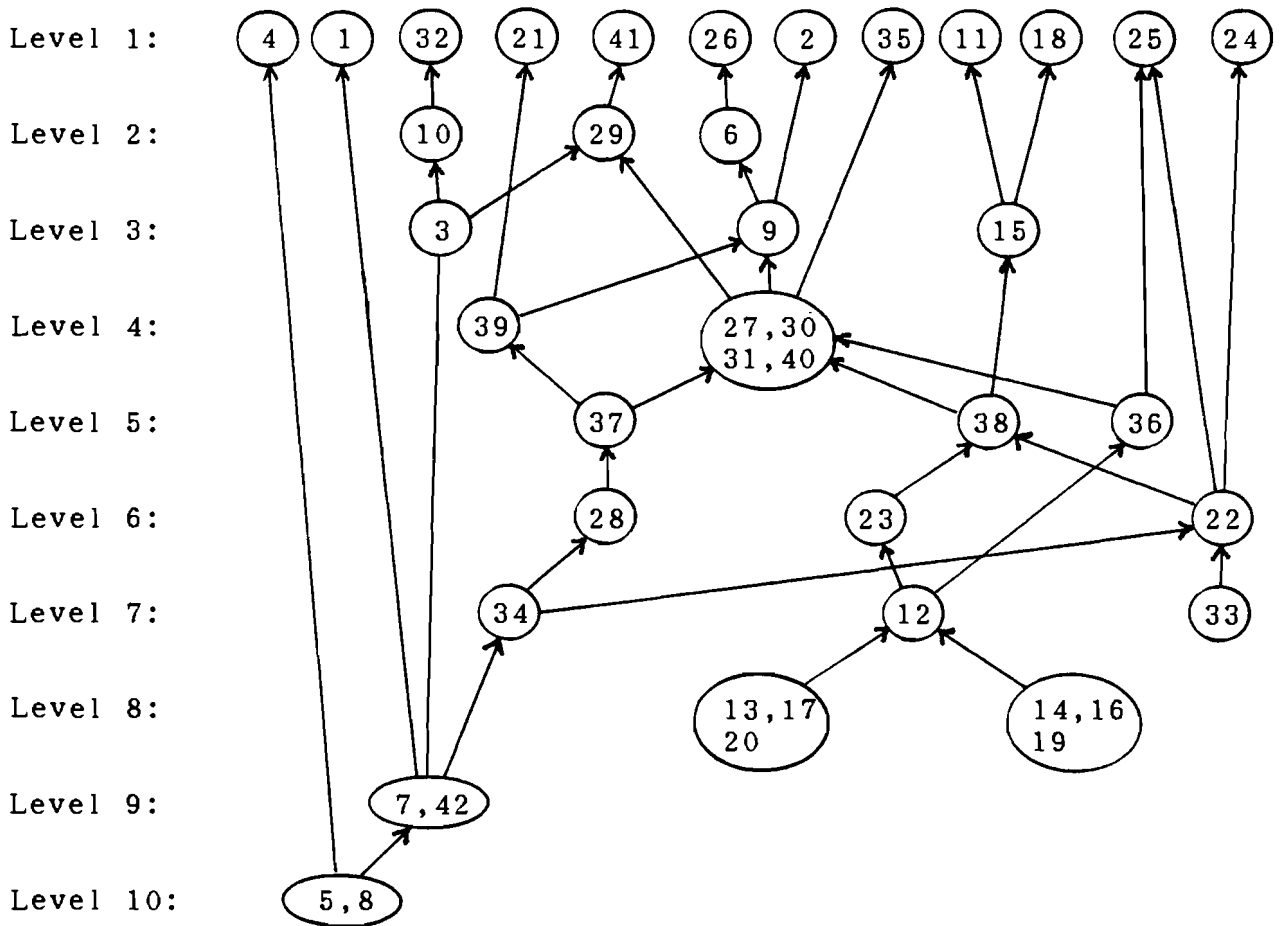 Level 1: 4 1 32 21 41 26 2 35 11 18 25 24
Level 2: 10 29 6
Level 3: 3 9 15
Level 4: 39 27,30
31,40
Level 5: 37 38 36
Level 6: 28 23 22
Level 7: 34 12 33
Level 8: 13,17 14,16
20 19
Level 9: 7,42
Level 10: 5,8